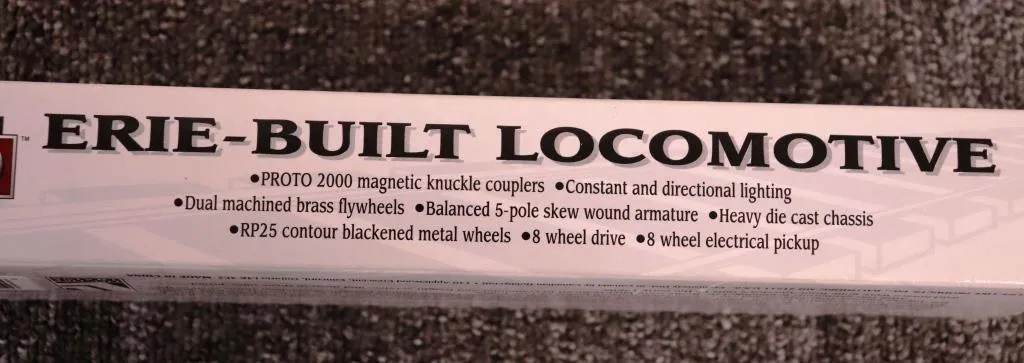 ™
ERIE-BUILT LOCOMOTIVE
•PROTO 2000 magnetic knuckle couplers •Constant and directional lighting
•Dual machined brass flywheels •Balanced 5-pole skew wound armature •Heavy die cast chassis
•RP25 contour blackened metal wheels •8 wheel drive •8 wheel electrical pickup